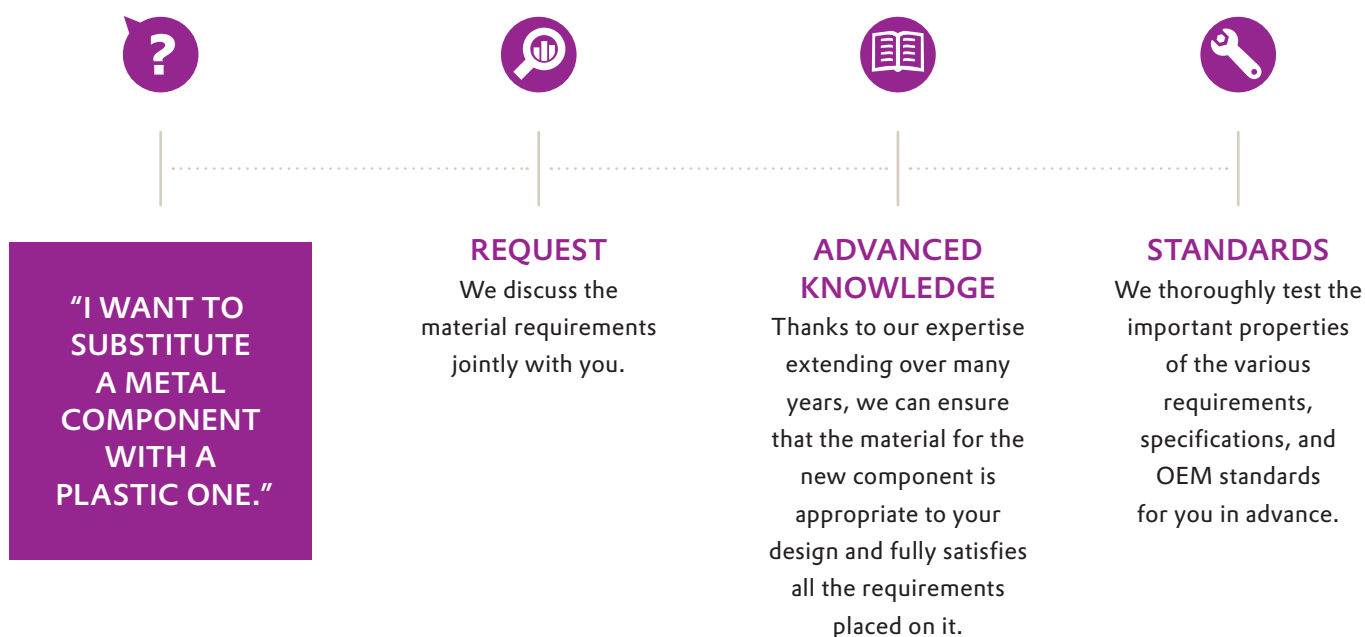 ?
“I WANT TO
SUBSTITUTE
A METAL
COMPONENT
WITH A
PLASTIC ONE.”
REQUEST
We discuss the
material requirements
jointly with you.
ADVANCED
KNOWLEDGE
Thanks to our expertise
extending over many
years, we can ensure
that the material for the
new component is
appropriate to your
design and fully satisfies
all the requirements
placed on it.
STANDARDS
We thoroughly test the
important properties
of the various
requirements,
specifications, and
OEM standards
for you in advance.